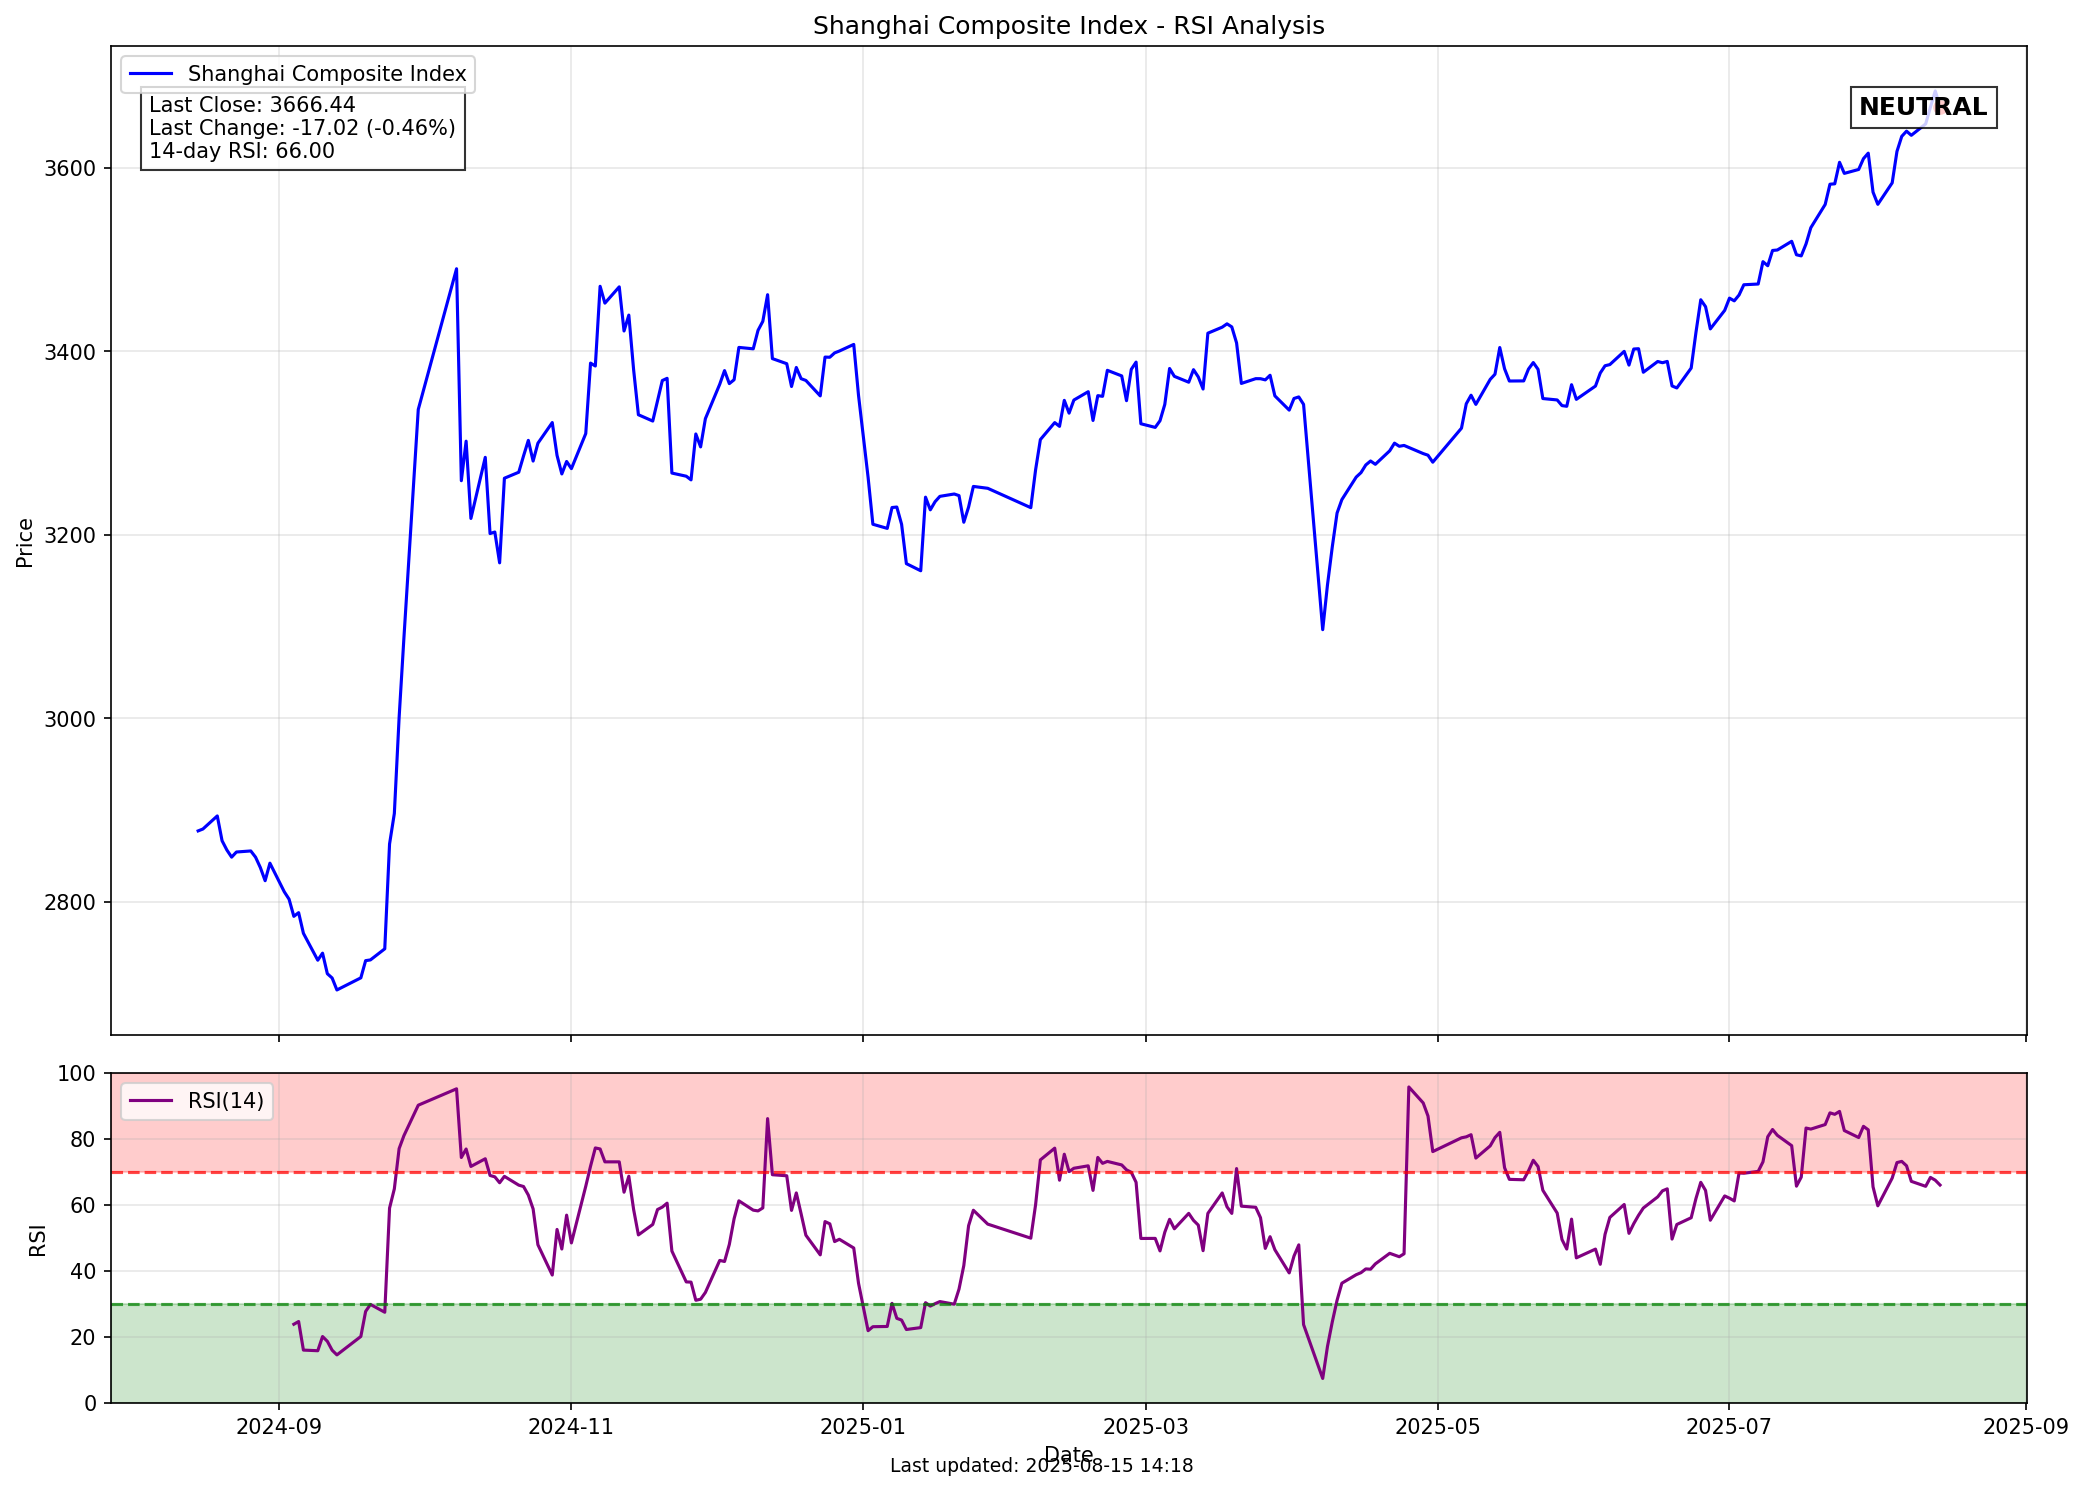 Shanghai Composite Index - RSI Analysis
Shanghai Composite Index
Last Close: 3666.44
Last Change: -17.02 (-0.46%)
14-day RSI: 66.00
NEUTRAL
Price
3600
3400
3200
3000
2800
RSI(14)
RSI
100
80
60
40
20
0
2024-09
2024-11
2025-01
2025-03
2025-05
2025-07
2025-09
Date
Last updated: 2025-08-15 14:18